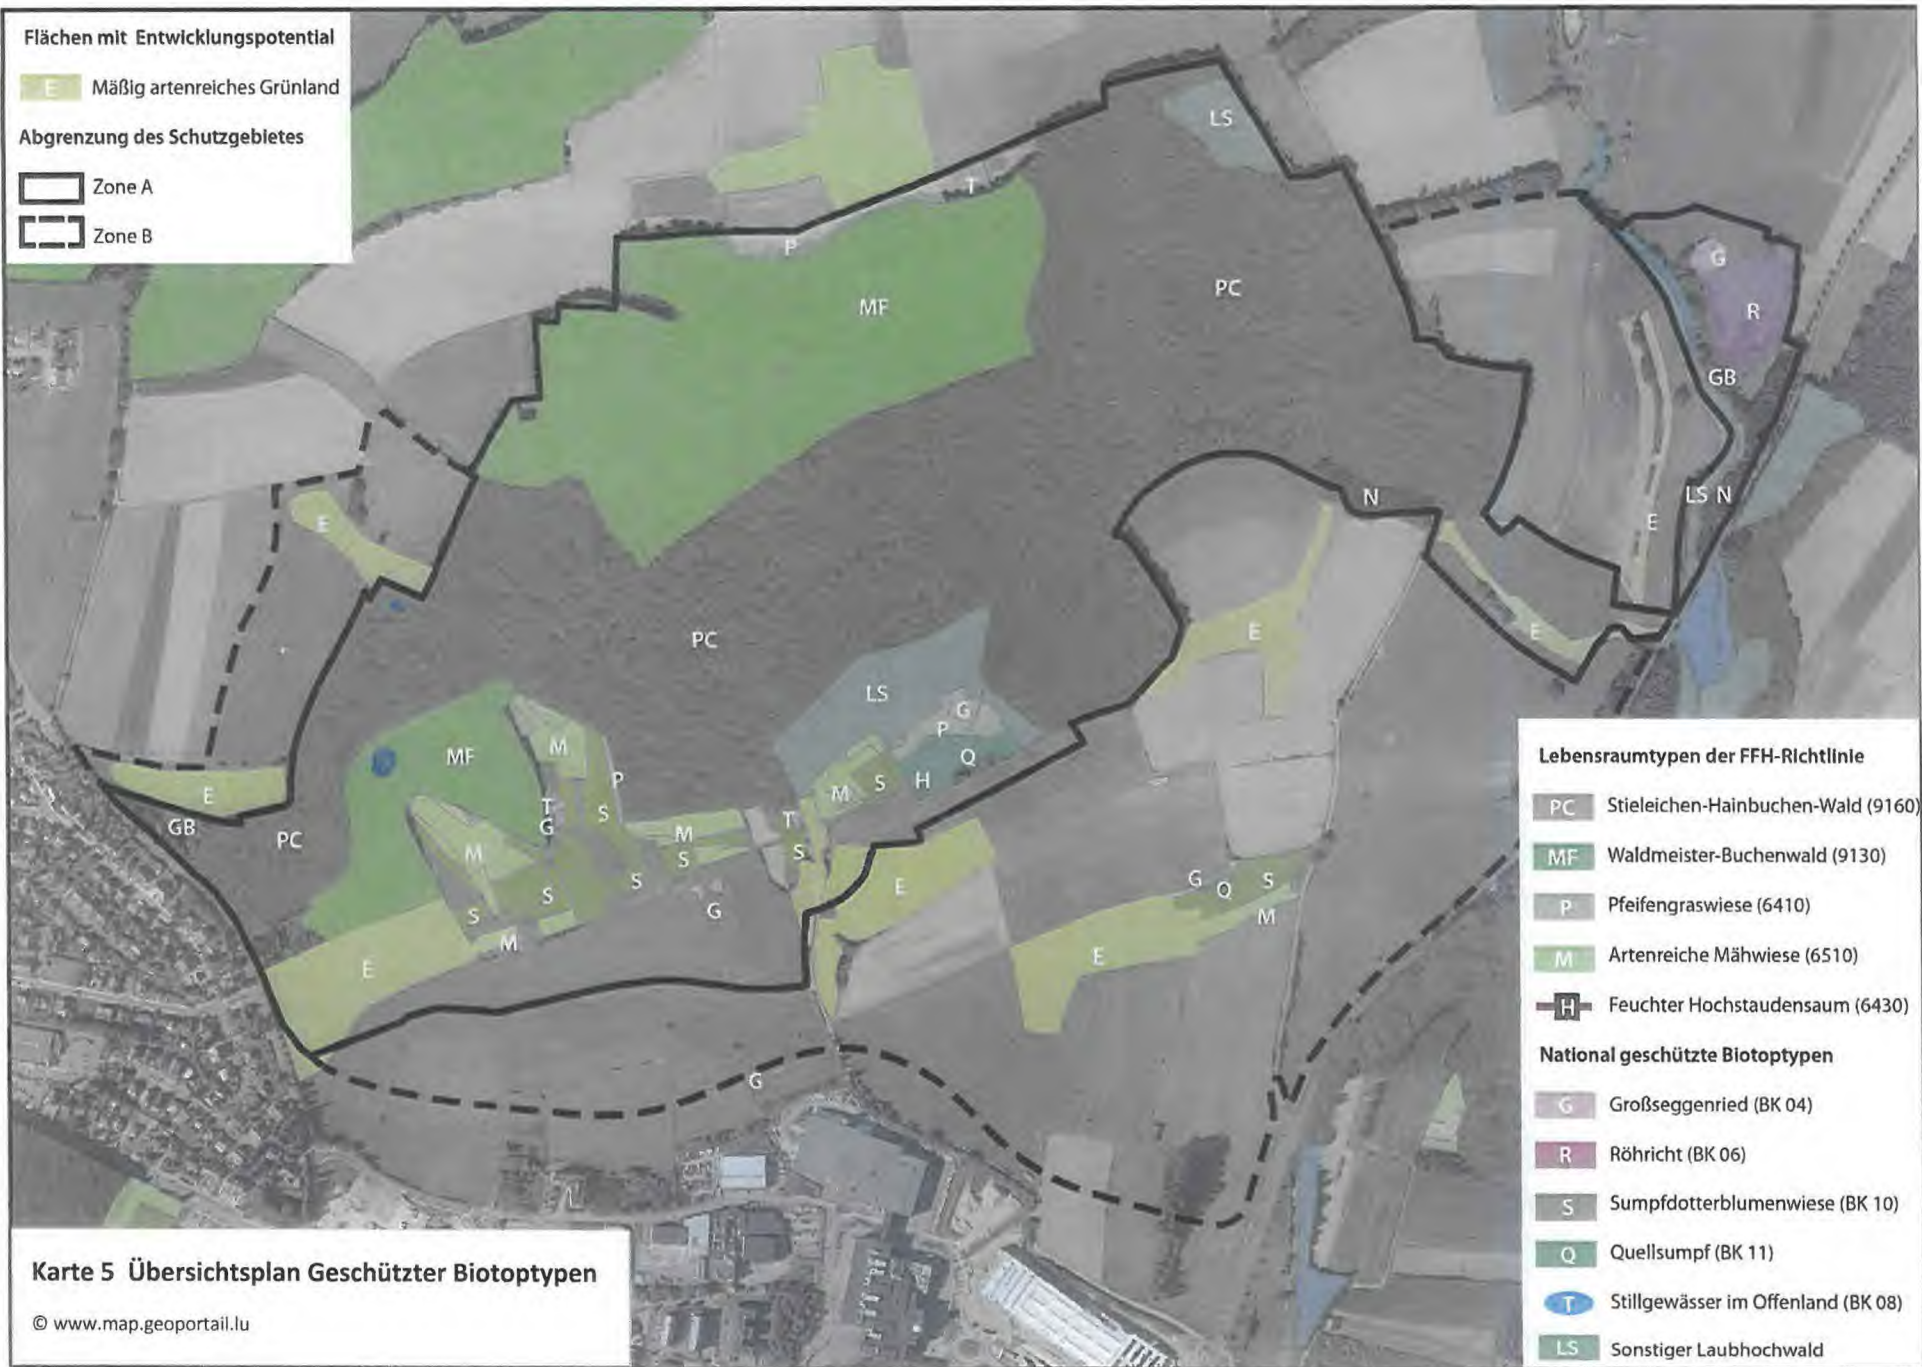 Flächen mit Entwicklungspotential
E Mäßig artenreiches Grünland
Abgrenzung des Schutzgebietes
Zone A
Zone B
LS
T
P
MF
PC
G
R
GB
N
LS N
E
E
E
E
PC
LS
G
P
Q
H
S
M
MF
M
P
T
G
S
M
S
T
S
E
GB
PC
M
S
S
S
M
G
E
E
G
Q
S
M
E
G
Lebensraumtypen der FFH-Richtlinie
PC Stieleichen-Hainbuchen-Wald (9160)
MF Waldmeister-Buchenwald (9130)
P Pfeifengraswiese (6410)
M Artenreiche Mähwiese (6510)
H Feuchter Hochstaudensaum (6430)
National geschützte Biotoptypen
G Großseggenried (BK 04)
R Röhricht (BK 06)
S Sumpfdotterblumenwiese (BK 10)
Q Quellsumpf (BK 11)
T Stillgewässer im Offenland (BK 08)
LS Sonstiger Laubhochwald
Karte 5 Übersichtsplan Geschützter Biotoptypen
© www.map.geoportail.lu